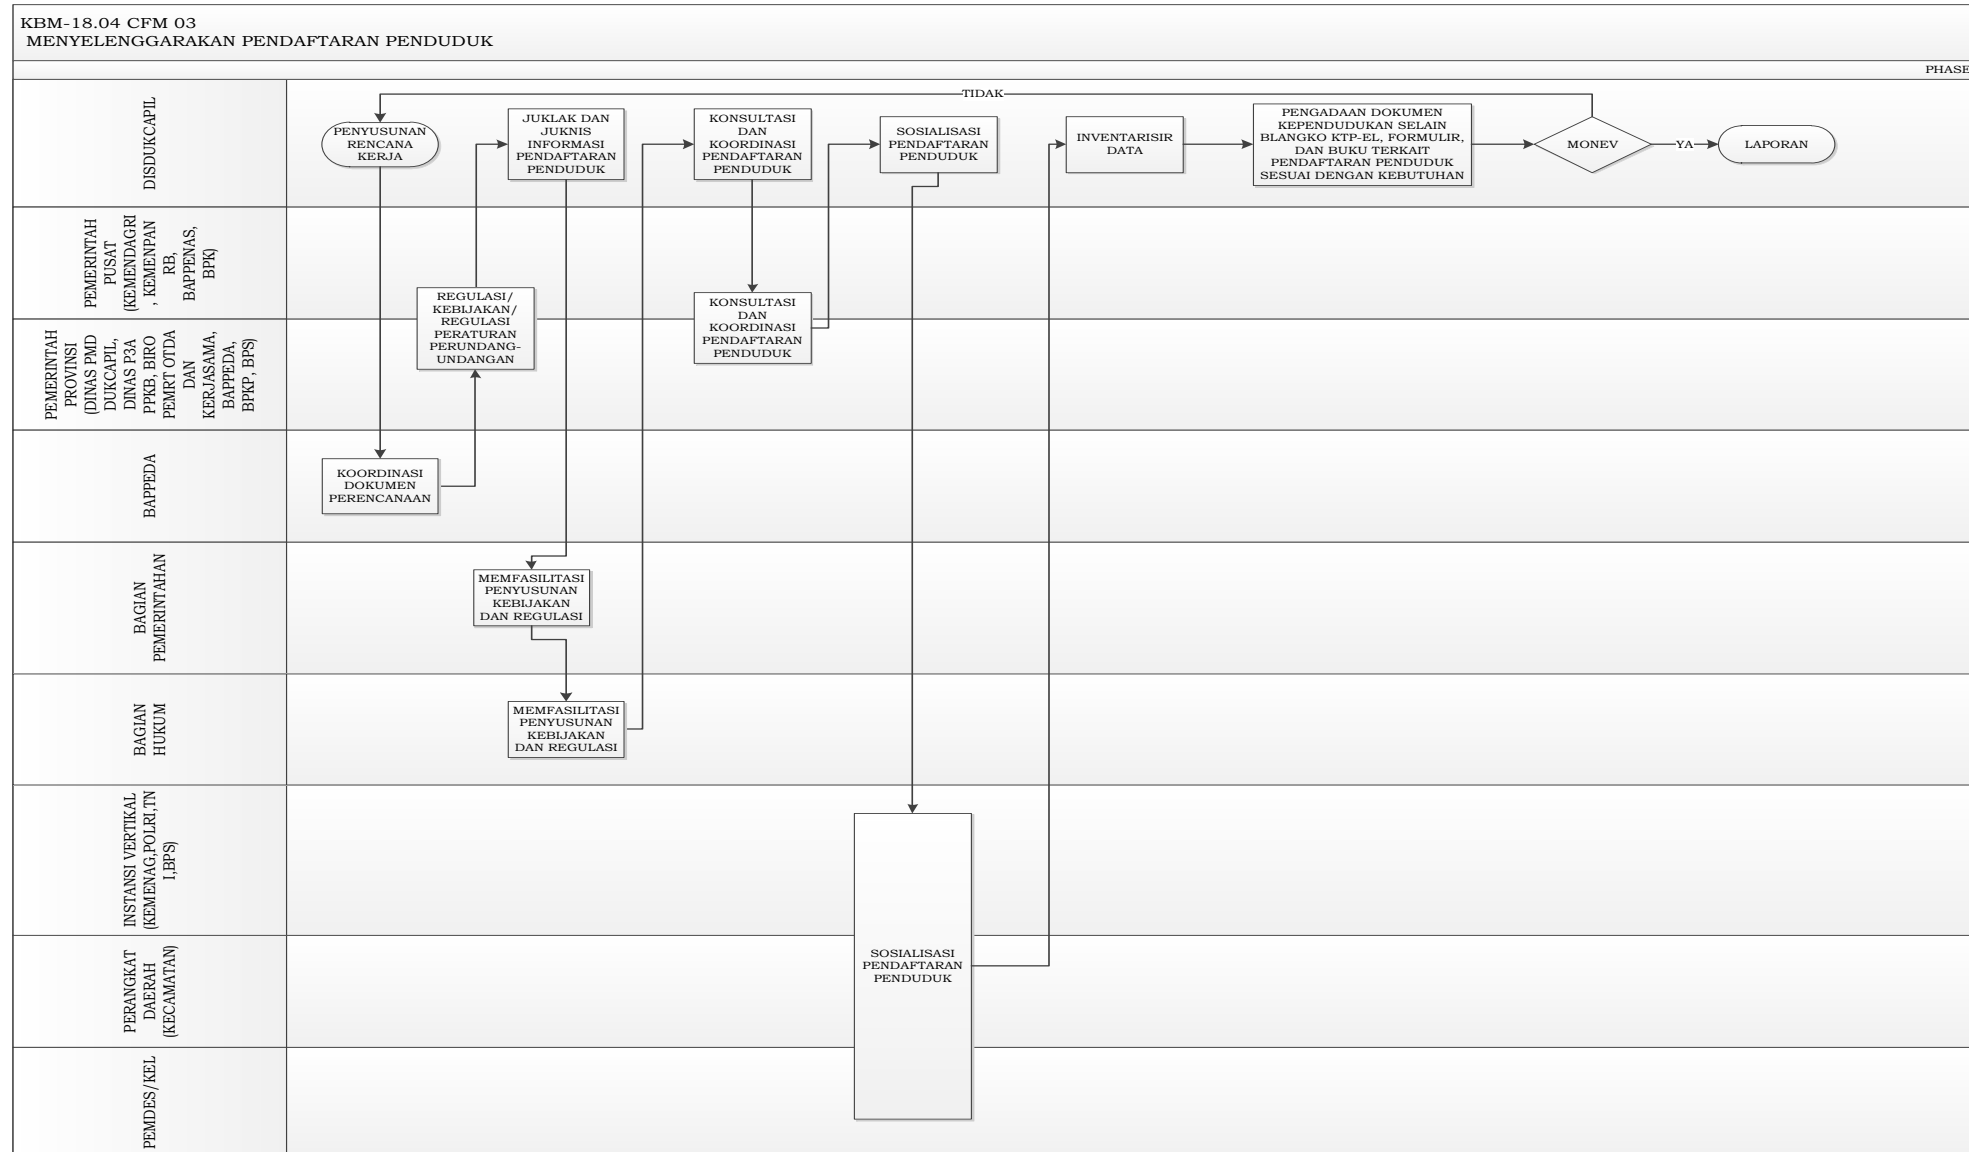 KBM-18.04 CFM 03
MENYELENGGARAKAN PENDAFTARAN PENDUDUK
PHASE
DISDUKCAPIL
TIDAK
PENYUSUNAN
RENCANA
KERJA
JUKLAK DAN
JUKNIS
INFORMASI
PENDAFTARAN
PENDUDUK
KONSULTASI
DAN
KOORDINASI
PENDAFTARAN
PENDUDUK
SOSIALISASI
PENDAFTARAN
PENDUDUK
INVENTARISIR
DATA
PENGADAAN DOKUMEN
KEPENDUDUKAN SELAIN
BLANGKO KTP-EL, FORMULIR,
DAN BUKU TERKAIT
PENDAFTARAN PENDUDUK
SESUAI DENGAN KEBUTUHAN
MONEV
YA
LAPORAN
PEMERINTAH
PUSAT
(KEMENDAGRI
, KEMENPAN
RB,
BAPPENAS,
BPK)
REGULASI/
KEBIJAKAN/
REGULASI
PERATURAN
PERUNDANG-
UNDANGAN
KONSULTASI
DAN
KOORDINASI
PENDAFTARAN
PENDUDUK
PEMERINTAH
PROVINSI
(DINAS PMD
DUKCAPIL,
DINAS P3A
PPKB, BIRO
PEMRT OTDA
DAN
KERJASAMA,
BAPPEDA,
BPKP, BPS)
BAPPEDA
KOORDINASI
DOKUMEN
PERENCANAAN
BAGIAN
PEMERINTAHAN
MEMFASILITASI
PENYUSUNAN
KEBIJAKAN
DAN REGULASI
BAGIAN
HUKUM
MEMFASILITASI
PENYUSUNAN
KEBIJAKAN
DAN REGULASI
INSTANSI VERTIKAL
(KEMENAG,POLRI,TN
I,BPS)
PERANGKAT
DAERAH
(KECAMATAN)
SOSIALISASI
PENDAFTARAN
PENDUDUK
PEMDES/KEL